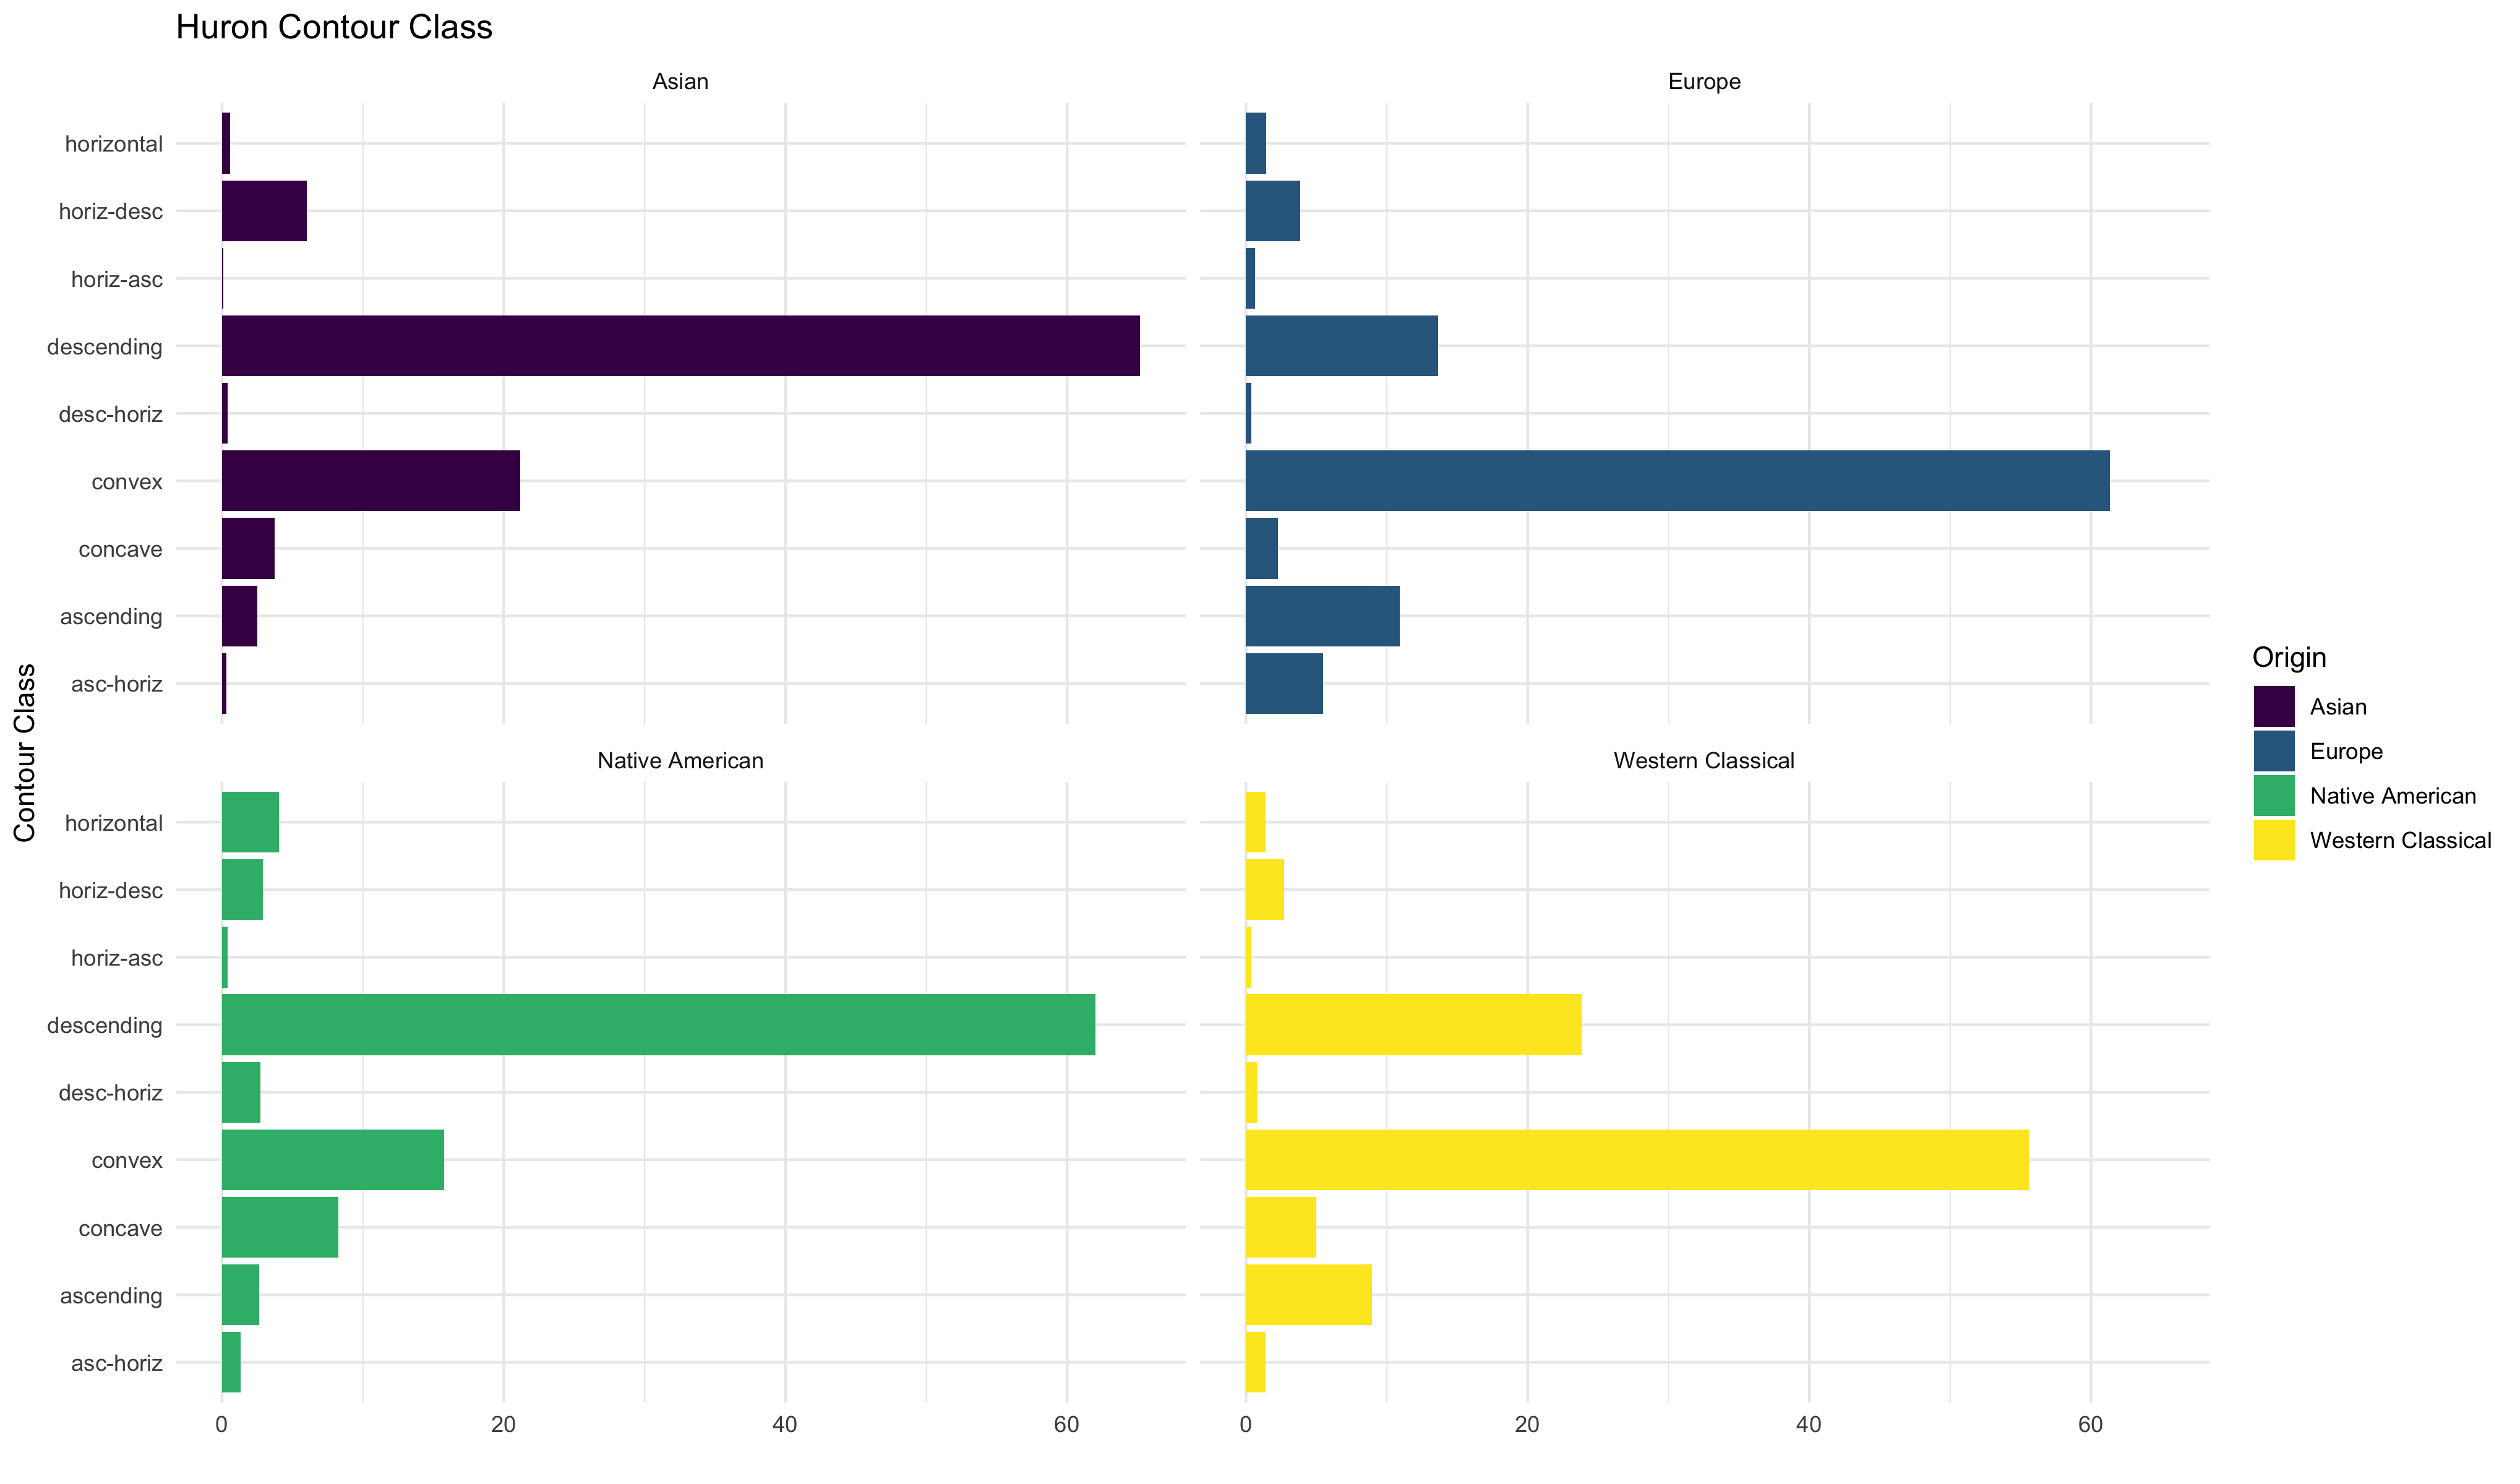 Huron Contour Class
Asian
Europe
horizontal
horiz-desc
horiz-asc
descending
desc-horiz
convex
concave
ascending
asc-horiz
Contour Class
Native American
Western Classical
horizontal
horiz-desc
horiz-asc
descending
desc-horiz
convex
concave
ascending
asc-horiz
0 20 40 60
0 20 40 60
Origin
Asian
Europe
Native American
Western Classical